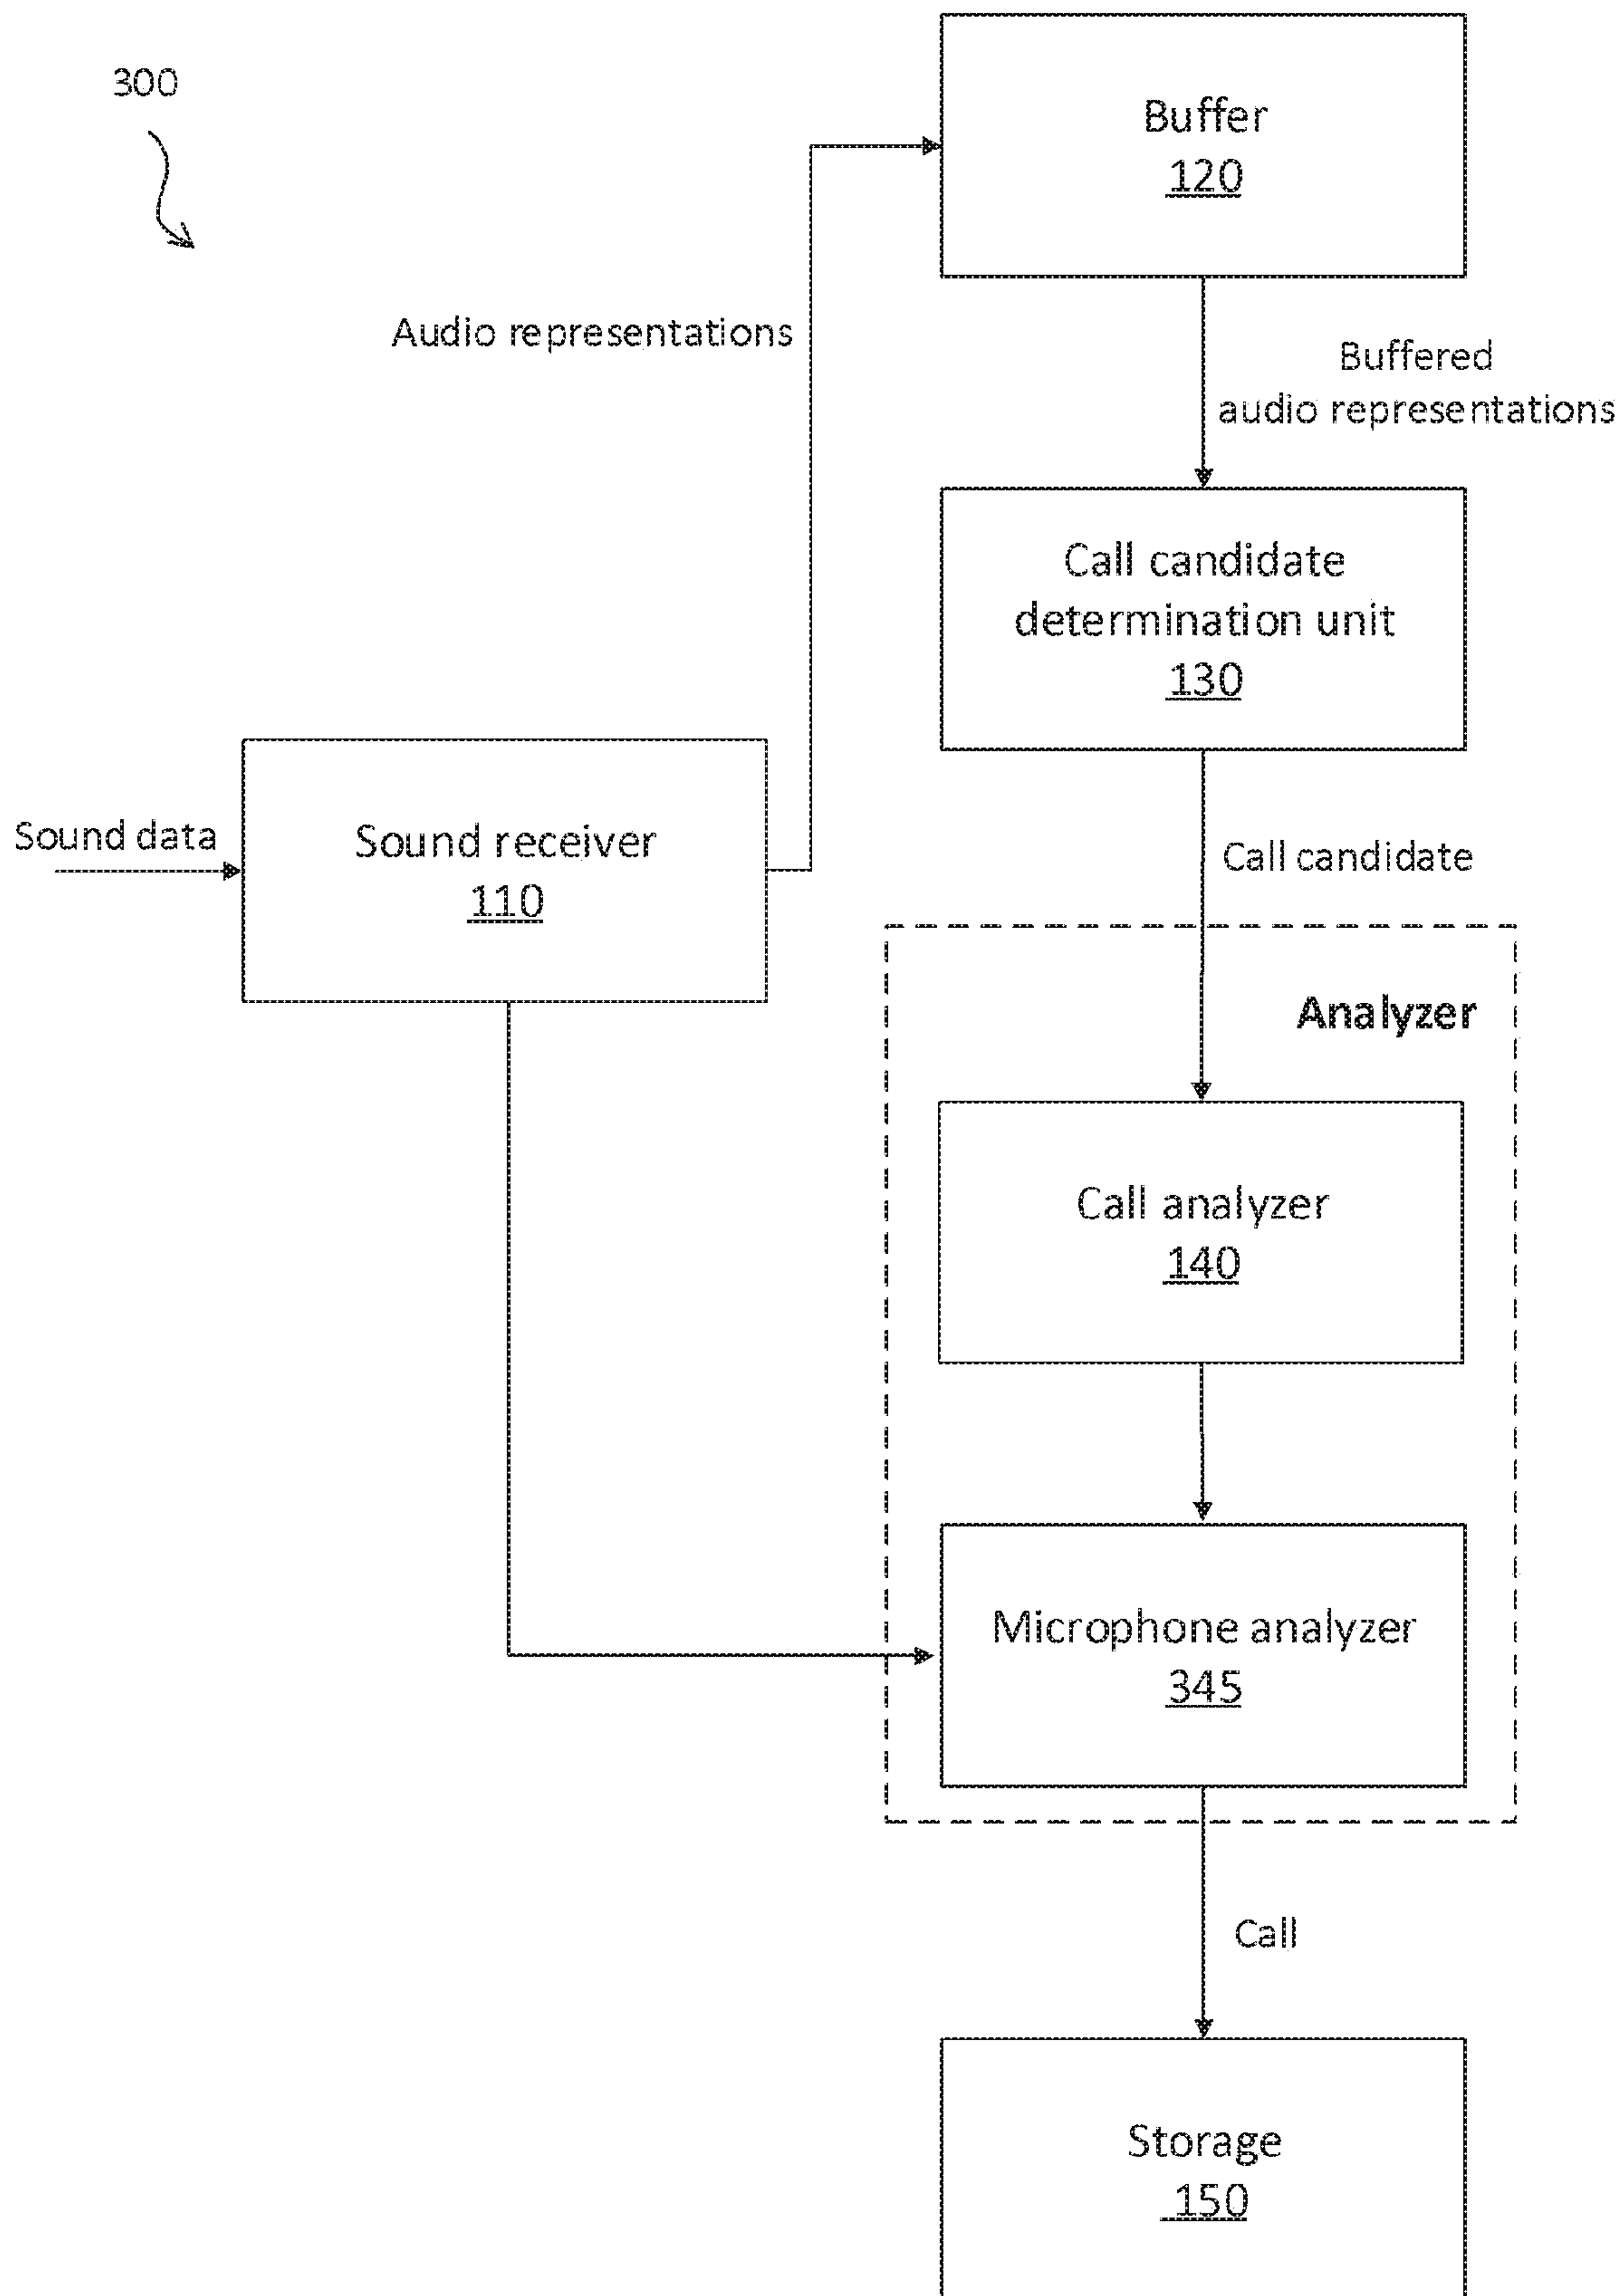 300
Buffer
120
Audio representations
Buffered
audio representations
Call candidate
determination unit
130
Sound data
Sound receiver
110
Call candidate
Analyzer
Call analyzer
140
Microphone analyzer
345
Call
Storage
150